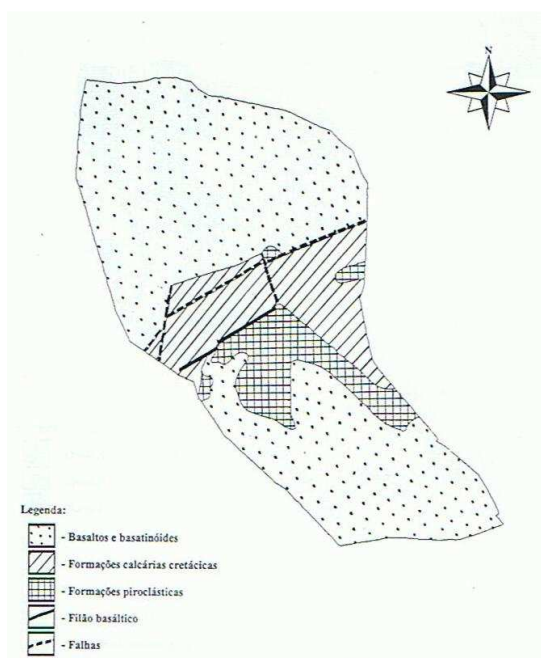 N
Legenda:
- Basaltos e basatinóides
- Formações calcárias cretácicas
- Formações piroclásticas
- Filão basáltico
- Falhas